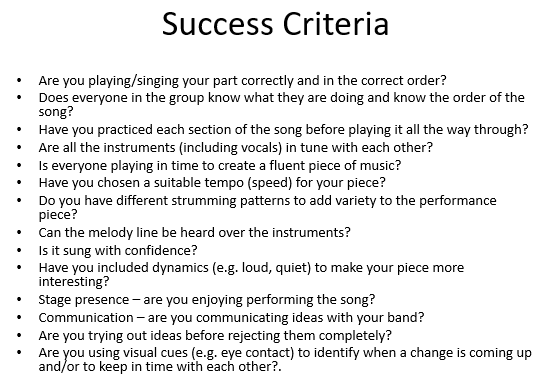 Success Criteria
• Are you playing/singing your part correctly and in the correct order?
• Does everyone in the group know what they are doing and know the order of the
song?
• Have you practiced each section of the song before playing it all the way through?
• Are all the instruments (including vocals) in tune with each other?
• Is everyone playing in time to create a fluent piece of music?
• Have you chosen a suitable tempo (speed) for your piece?
• Do you have different strumming patterns to add variety to the performance
piece?
• Can the melody line be heard over the instruments?
• Is it sung with confidence?
• Have you included dynamics (e.g. loud, quiet) to make your piece more
interesting?
• Stage presence – are you enjoying performing the song?
• Communication – are you communicating ideas with your band?
• Are you trying out ideas before rejecting them completely?
• Are you using visual cues (e.g. eye contact) to identify when a change is coming up
and/or to keep in time with each other?.